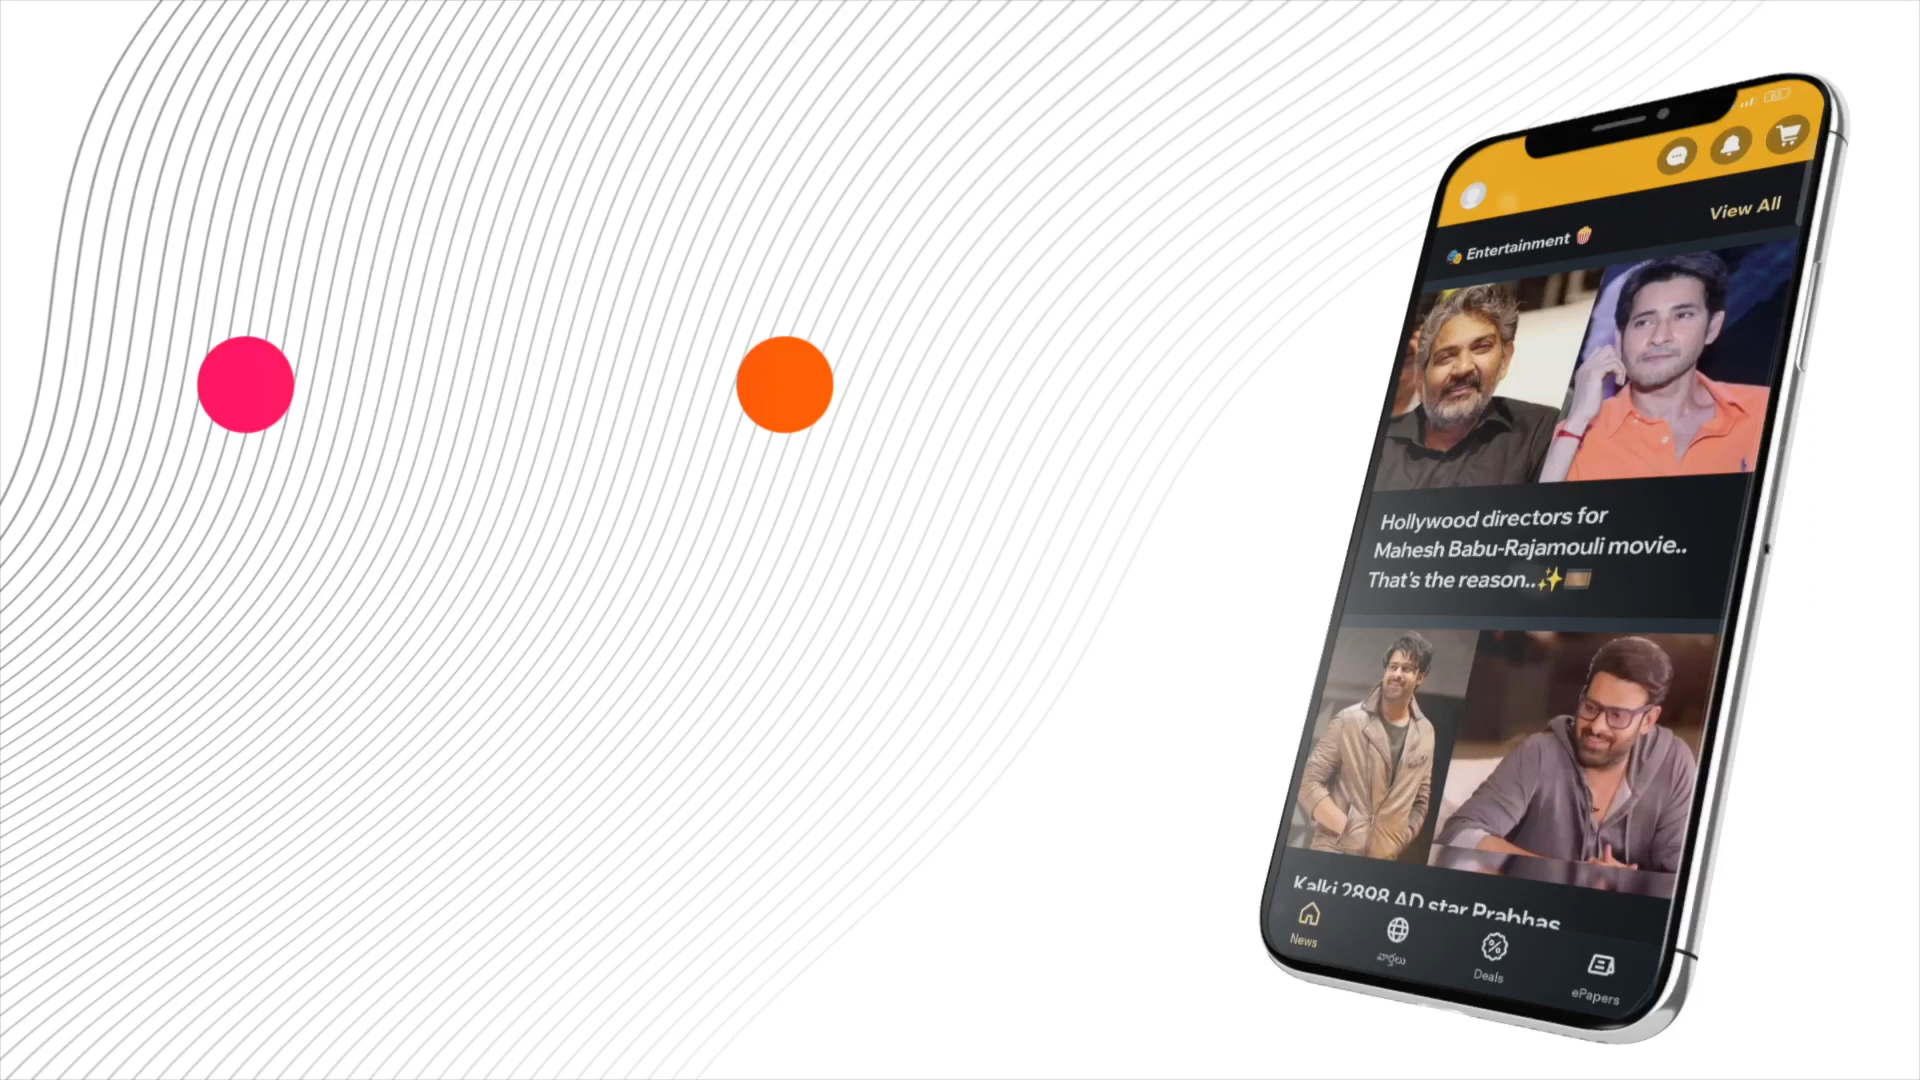 View All
🎭 Entertainment 🍿
Hollywood directors for
Mahesh Babu-Rajamouli movie..
That's the reason..✨🎞️
Kalki 2898 AD star Prabhas
News
వార్తలు
Deals
ePapers